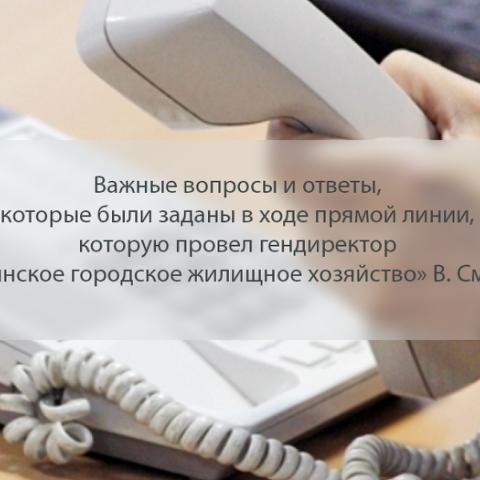 Важные вопросы и ответы,
которые были заданы в ходе прямой линии,
которую провел гендиректор
городское жилищное хозяйство» В.